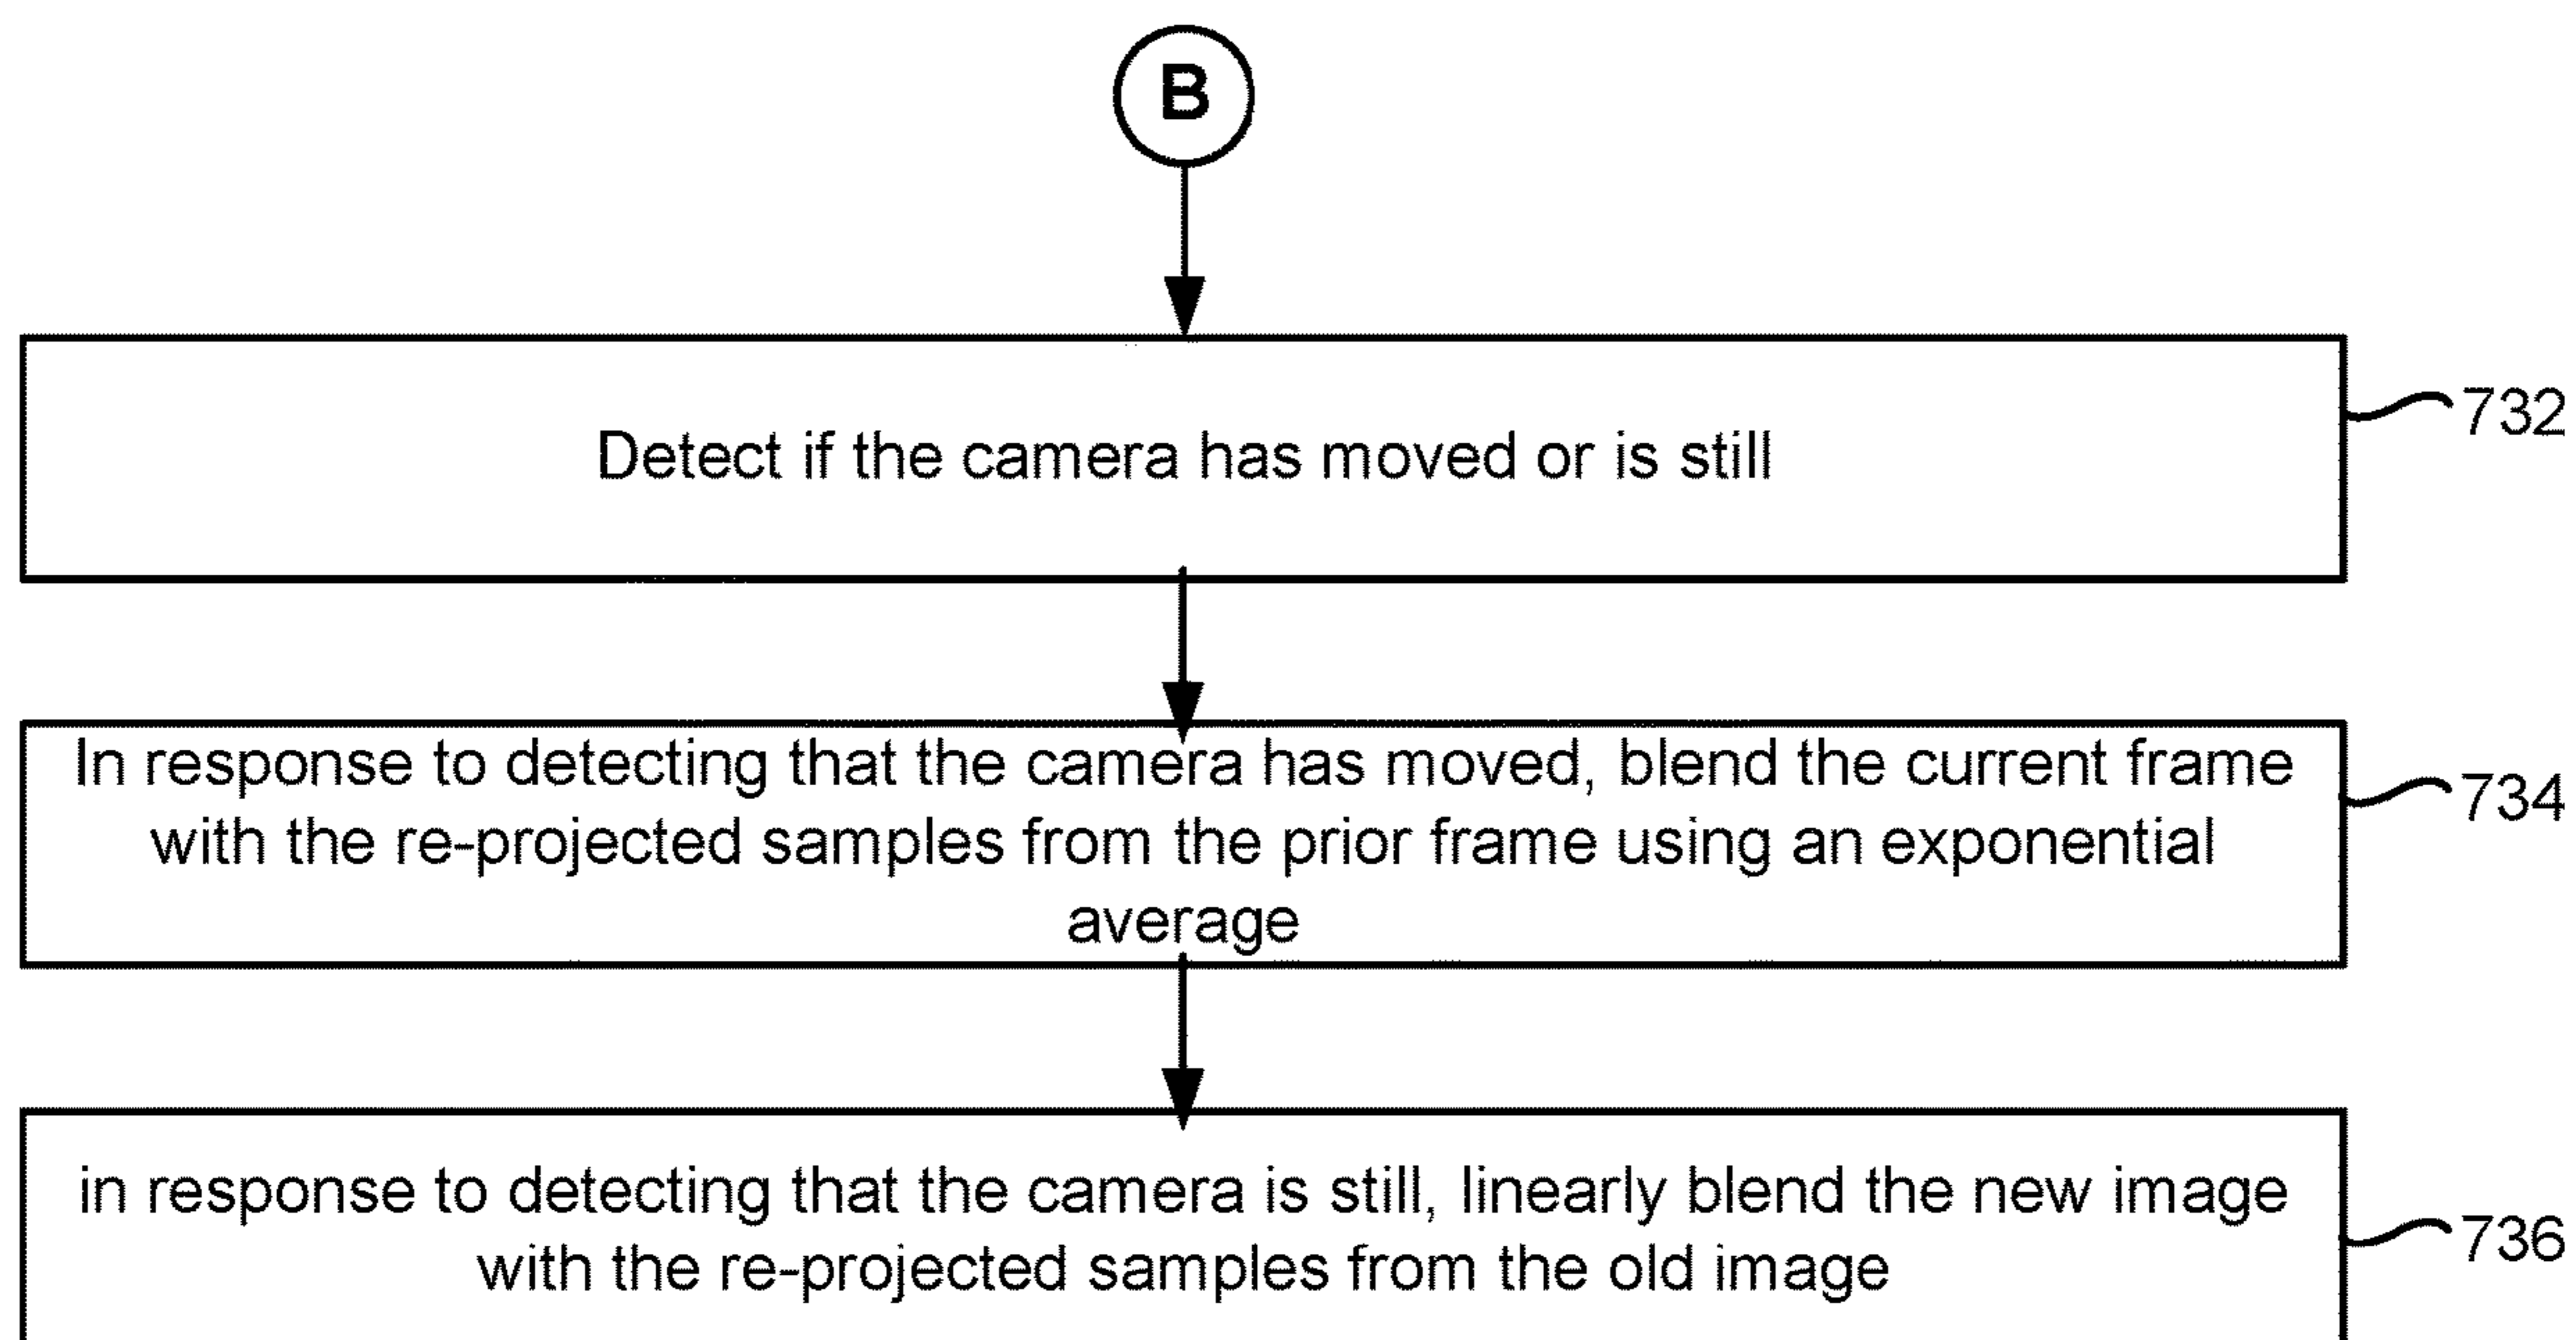 B
Detect if the camera has moved or is still
732
In response to detecting that the camera has moved, blend the current frame
with the re-projected samples from the prior frame using an exponential
average
734
in response to detecting that the camera is still, linearly blend the new image
with the re-projected samples from the old image
736